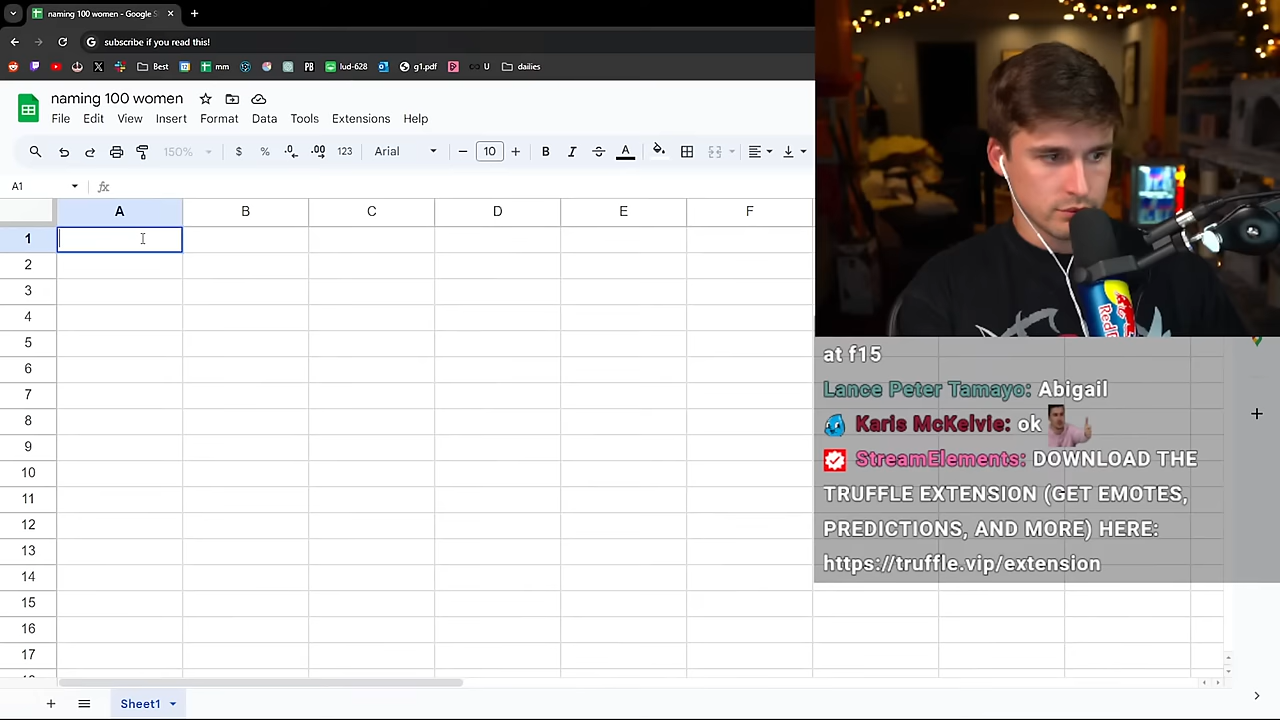 naming 100 women - Google S
subscribe if you read this!
Best
mm
PB
lud-628
g1.pdf
U
dailies
naming 100 women
File Edit View Insert Format Data Tools Extensions Help
150% $ % .0 .00 123 Arial 10 B I S A
A1 fx
A B C D E F
1
2
3
4
5
6
7
8
9
10
11
12
13
14
15
16
17
at f15
Lance Peter Tamayo: Abigail
Karis McKelvie: ok
StreamElements: DOWNLOAD THE
TRUFFLE EXTENSION (GET EMOTES,
PREDICTIONS, AND MORE) HERE:
https://truffle.vip/extension
Sheet1